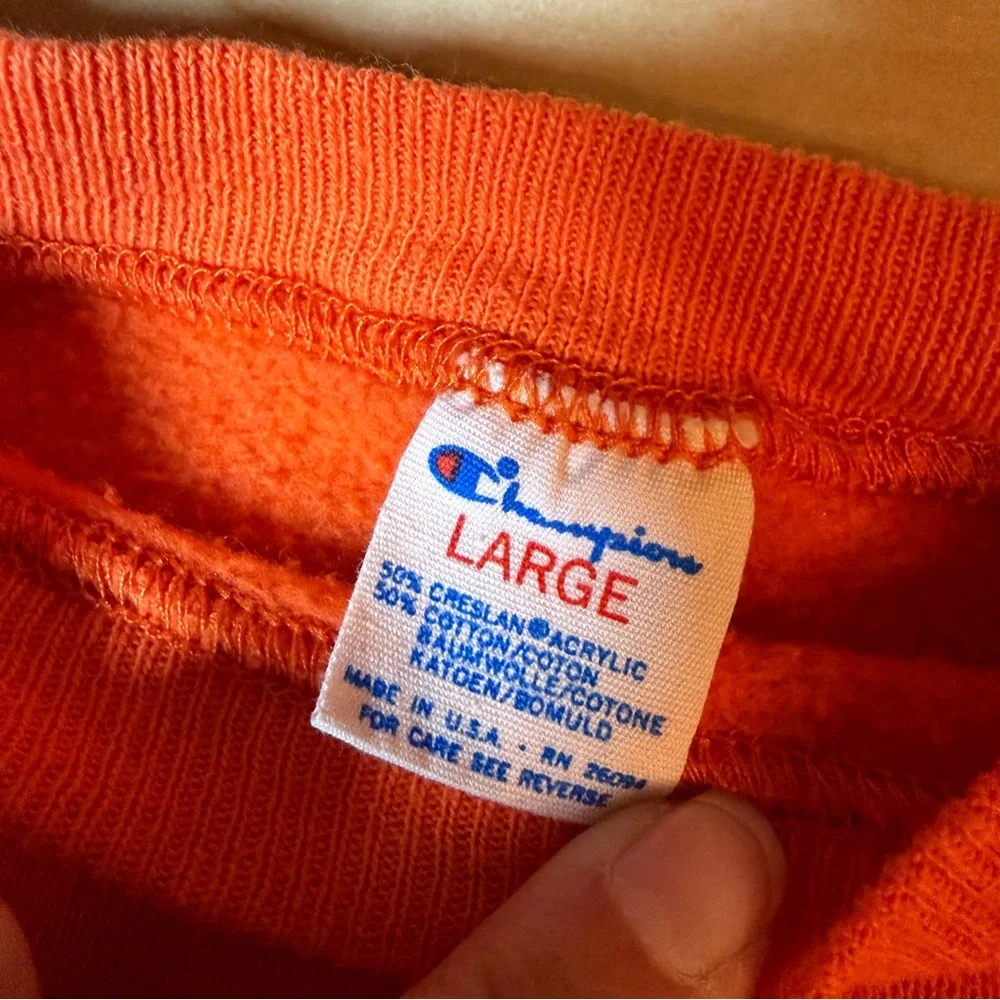 Champion
LARGE
50% CRESLAN® ACRYLIC
50% COTTON/COTON
BAUMWOLLE/COTONE
KATOEN/BOMULD
MADE IN U.S.A. · RN 26094
FOR CARE SEE REVERSE